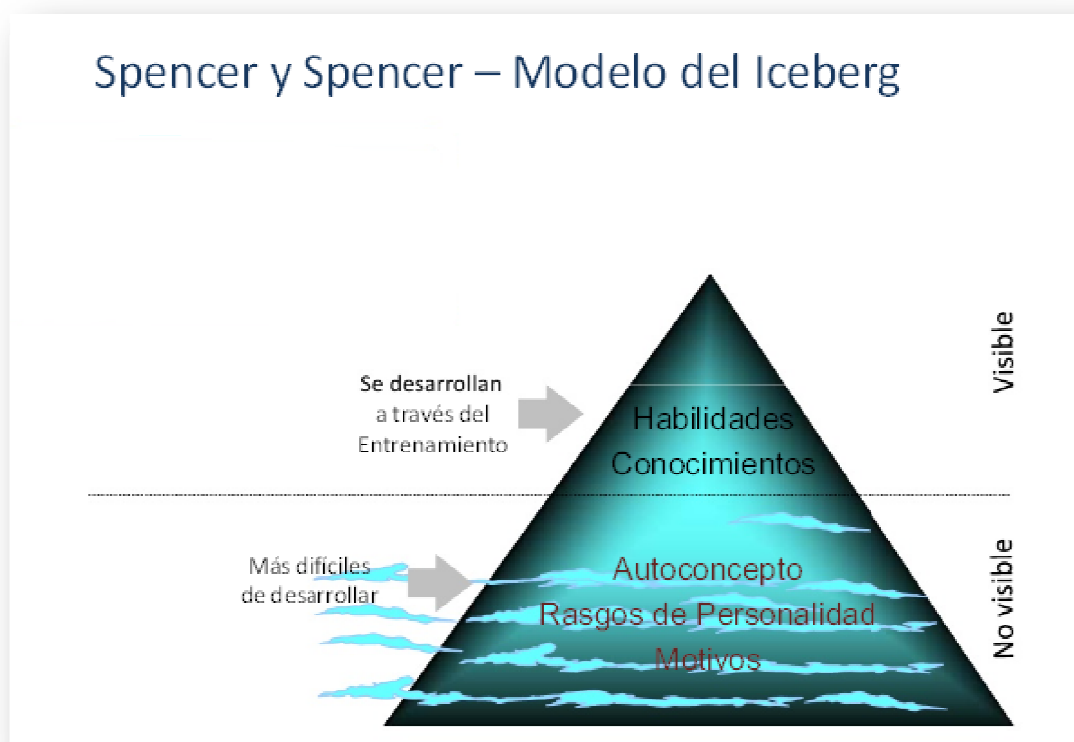 Spencer y Spencer – Modelo del Iceberg
Visible
Se desarrollan
a través del
Entrenamiento
Habilidades
Conocimientos
Más difíciles
de desarrollar
Autoconcepto
Rasgos de Personalidad
Motivos
No visible